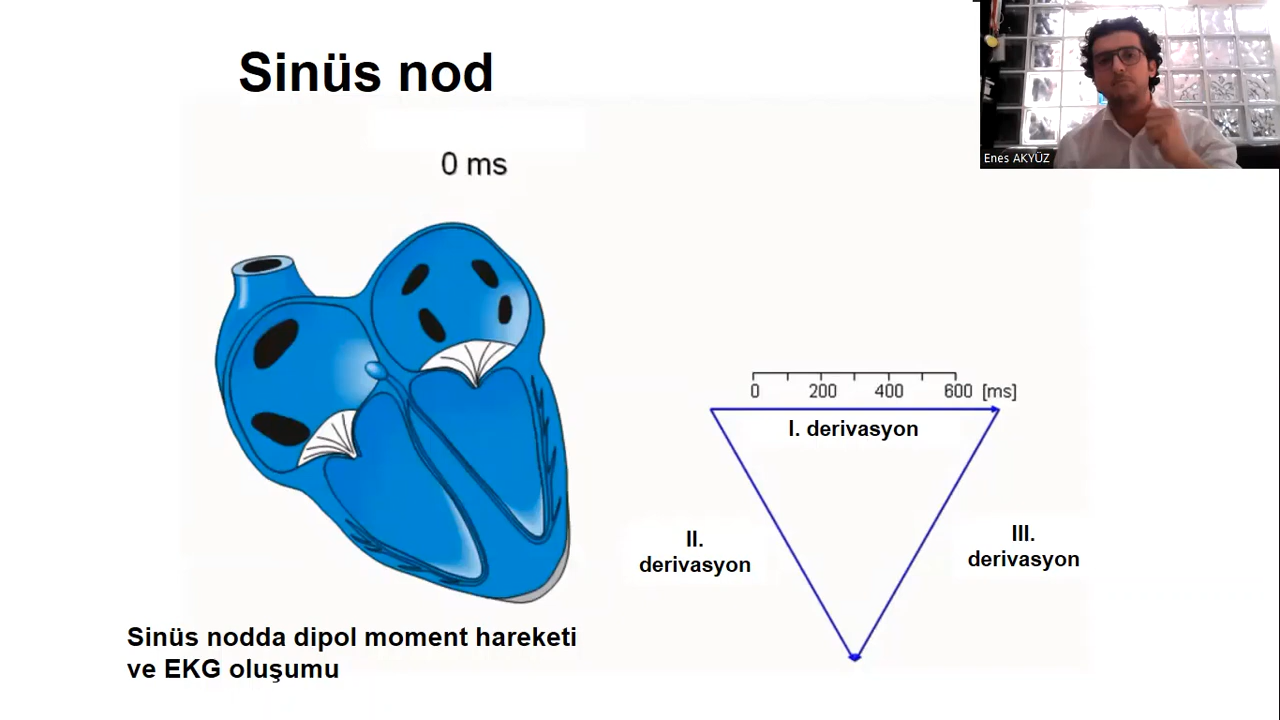 Sinüs nod
Enes AKYÜZ
0 ms
0 200 400 600 [ms]
I. derivasyon
II.
derivasyon
III.
derivasyon
Sinüs nodda dipol moment hareketi
ve EKG oluşumu